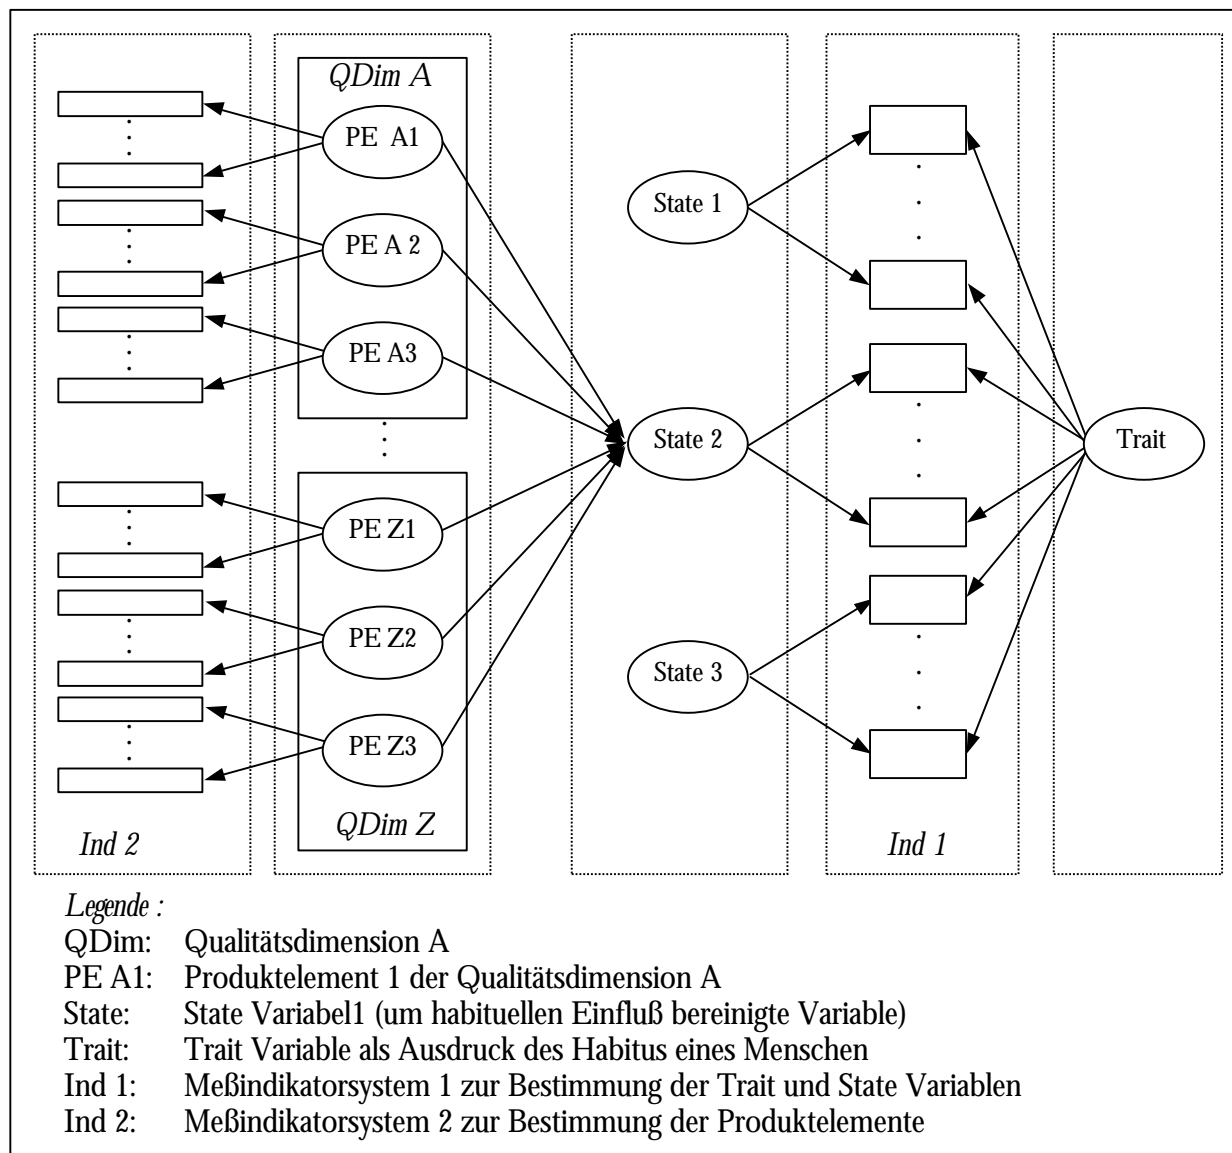 QDim A
PE A1
PE A 2
PE A3
PE Z1
PE Z2
PE Z3
QDim Z
Ind 2
State 1
State 2
State 3
Ind 1
Trait
Legende :
QDim: Qualitätsdimension A
PE A1: Produktelement 1 der Qualitätsdimension A
State: State Variabel1 (um habituellen Einfluß bereinigte Variable)
Trait: Trait Variable als Ausdruck des Habitus eines Menschen
Ind 1: Meßindikatorsystem 1 zur Bestimmung der Trait und State Variablen
Ind 2: Meßindikatorsystem 2 zur Bestimmung der Produktelemente